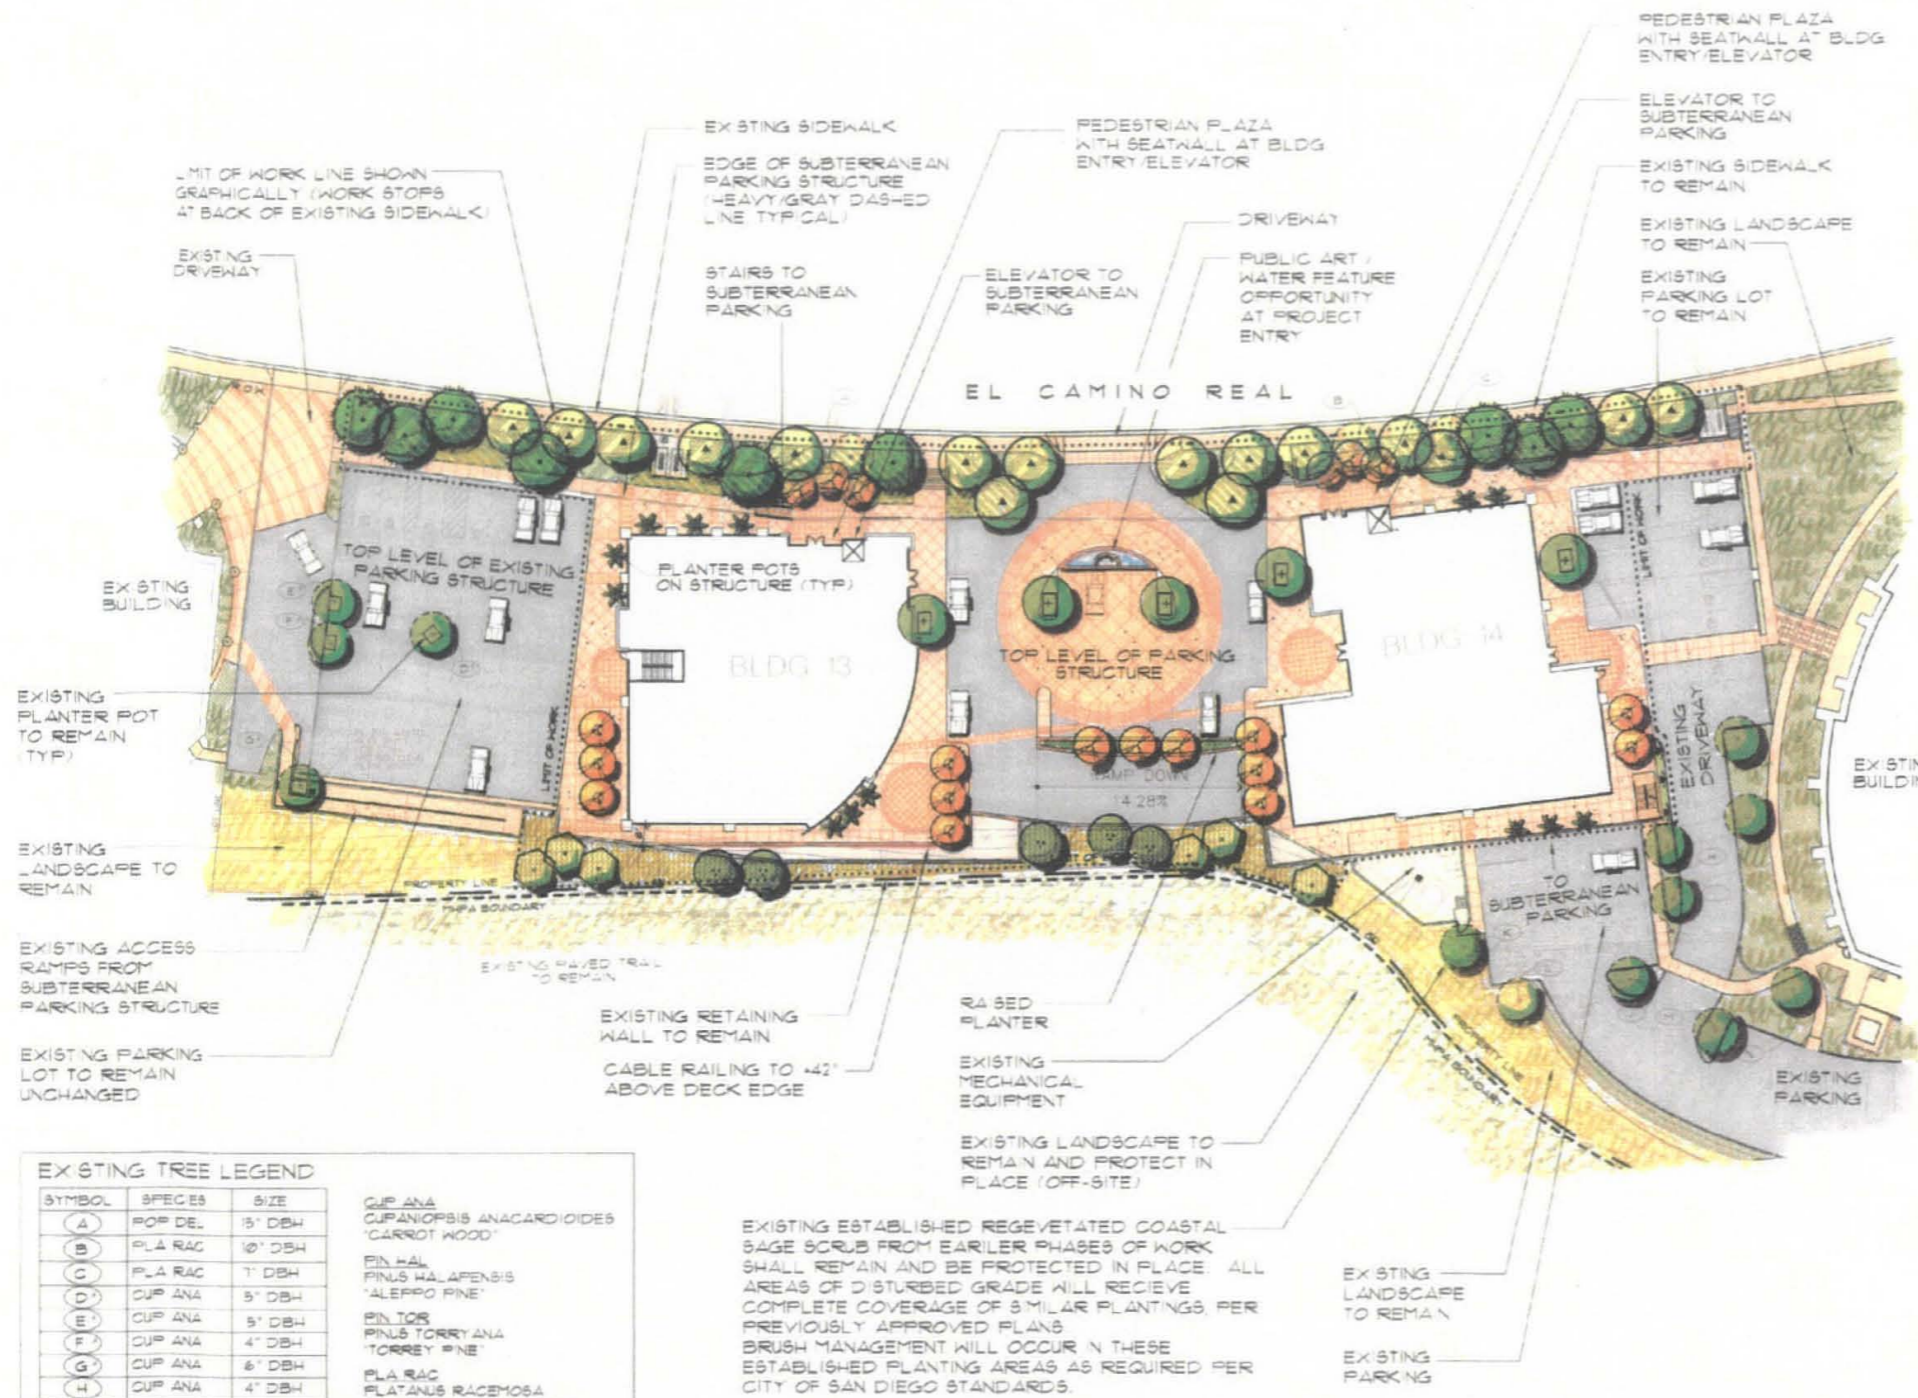 PEDESTRIAN PLAZA
WITH SEATWALL AT BLDG
ENTRY/ELEVATOR
ELEVATOR TO
SUBTERRANEAN
PARKING
EXISTING SIDEWALK
TO REMAIN
EXISTING LANDSCAPE
TO REMAIN
EXISTING
PARKING LOT
TO REMAIN
EXISTING SIDEWALK
EDGE OF SUBTERRANEAN
PARKING STRUCTURE
(HEAVY/GRAY DASHED
LINE TYPICAL)
STAIRS TO
SUBTERRANEAN
PARKING
PEDESTRIAN PLAZA
WITH SEATWALL AT BLDG
ENTRY/ELEVATOR
DRIVEWAY
PUBLIC ART /
WATER FEATURE
OPPORTUNITY
AT PROJECT
ENTRY
ELEVATOR TO
SUBTERRANEAN
PARKING
LIMIT OF WORK LINE SHOWN
GRAPHICALLY (WORK STOPS
AT BACK OF EXISTING SIDEWALK)
EXISTING
DRIVEWAY
EL CAMINO REAL
ROW
TOP LEVEL OF EXISTING
PARKING STRUCTURE
PLANTER POTS
ON STRUCTURE (TYP)
EXISTING
BUILDING
BLDG 13
TOP LEVEL OF PARKING
STRUCTURE
BLDG 14
LIMIT OF WORK
LIMIT OF WORK
EXISTING
DRIVEWAY
RAMP DOWN
14.28%
EXISTING
PLANTER POT
TO REMAIN
(TYP)
EXISTING
LANDSCAPE TO
REMAIN
PROPERTY LINE
MHPA BOUNDARY
EXISTING PAVED TRAIL
TO REMAIN
TO
SUBTERRANEAN
PARKING
EXISTING ACCESS
RAMPS FROM
SUBTERRANEAN
PARKING STRUCTURE
EXISTING PARKING
LOT TO REMAIN
UNCHANGED
EXISTING RETAINING
WALL TO REMAIN
CABLE RAILING TO +42"
ABOVE DECK EDGE
RAISED
PLANTER
EXISTING
MECHANICAL
EQUIPMENT
EXISTING LANDSCAPE TO
REMAIN AND PROTECT IN
PLACE (OFF-SITE)
PROPERTY LINE
MHPA BOUNDARY
EXISTING
PARKING
EXISTING ESTABLISHED REGEVETATED COASTAL
SAGE SCRUB FROM EARILER PHASES OF WORK
SHALL REMAIN AND BE PROTECTED IN PLACE. ALL
AREAS OF DISTURBED GRADE WILL RECIEVE
COMPLETE COVERAGE OF SIMILAR PLANTINGS, PER
PREVIOUSLY APPROVED PLANS
BRUSH MANAGEMENT WILL OCCUR IN THESE
ESTABLISHED PLANTING AREAS AS REQUIRED PER
CITY OF SAN DIEGO STANDARDS.
EXISTING
LANDSCAPE
TO REMAIN
EXISTING
PARKING
EXISTING TREE LEGEND
SYMBOL SPECIES SIZE
A POP DEL 15" DBH
B PLA RAC 10" DBH
C PLA RAC 7" DBH
D CUP ANA 5" DBH
E CUP ANA 5" DBH
F CUP ANA 4" DBH
G CUP ANA 6" DBH
H CUP ANA 4" DBH
CUP ANA
CUPANIOPSIS ANACARDIOIDES
"CARROT WOOD"
PIN HAL
PINUS HALAPENSIS
"ALEPPO PINE"
PIN TOR
PINUS TORRYANA
"TORREY PINE"
PLA RAC
PLATANUS RACEMOSA